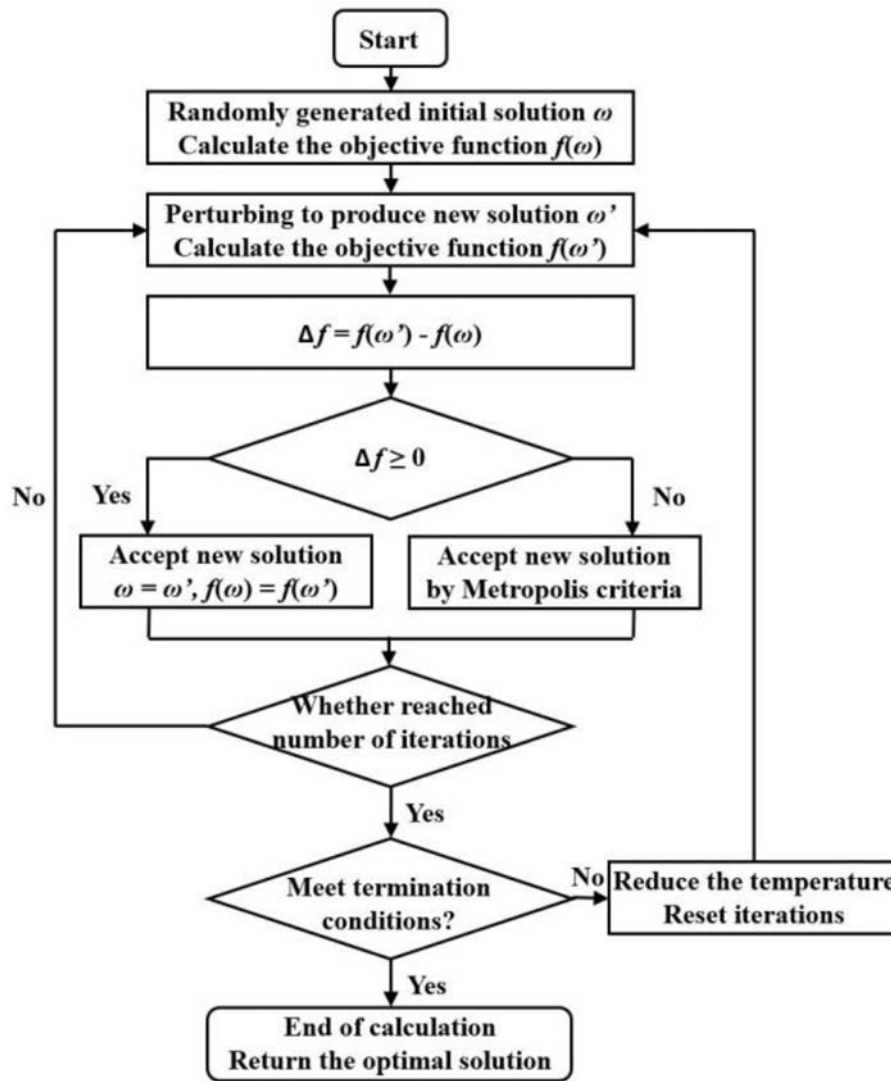 Start
Randomly generated initial solution ω
Calculate the objective function f(ω)
Perturbing to produce new solution ω’
Calculate the objective function f(ω’)
Δf = f(ω’) - f(ω)
Δf ≥ 0
No
Yes
No
Accept new solution
ω = ω’, f(ω) = f(ω’)
Accept new solution
by Metropolis criteria
Whether reached
number of iterations
Yes
Meet termination
conditions?
No
Reduce the temperature
Reset iterations
Yes
End of calculation
Return the optimal solution